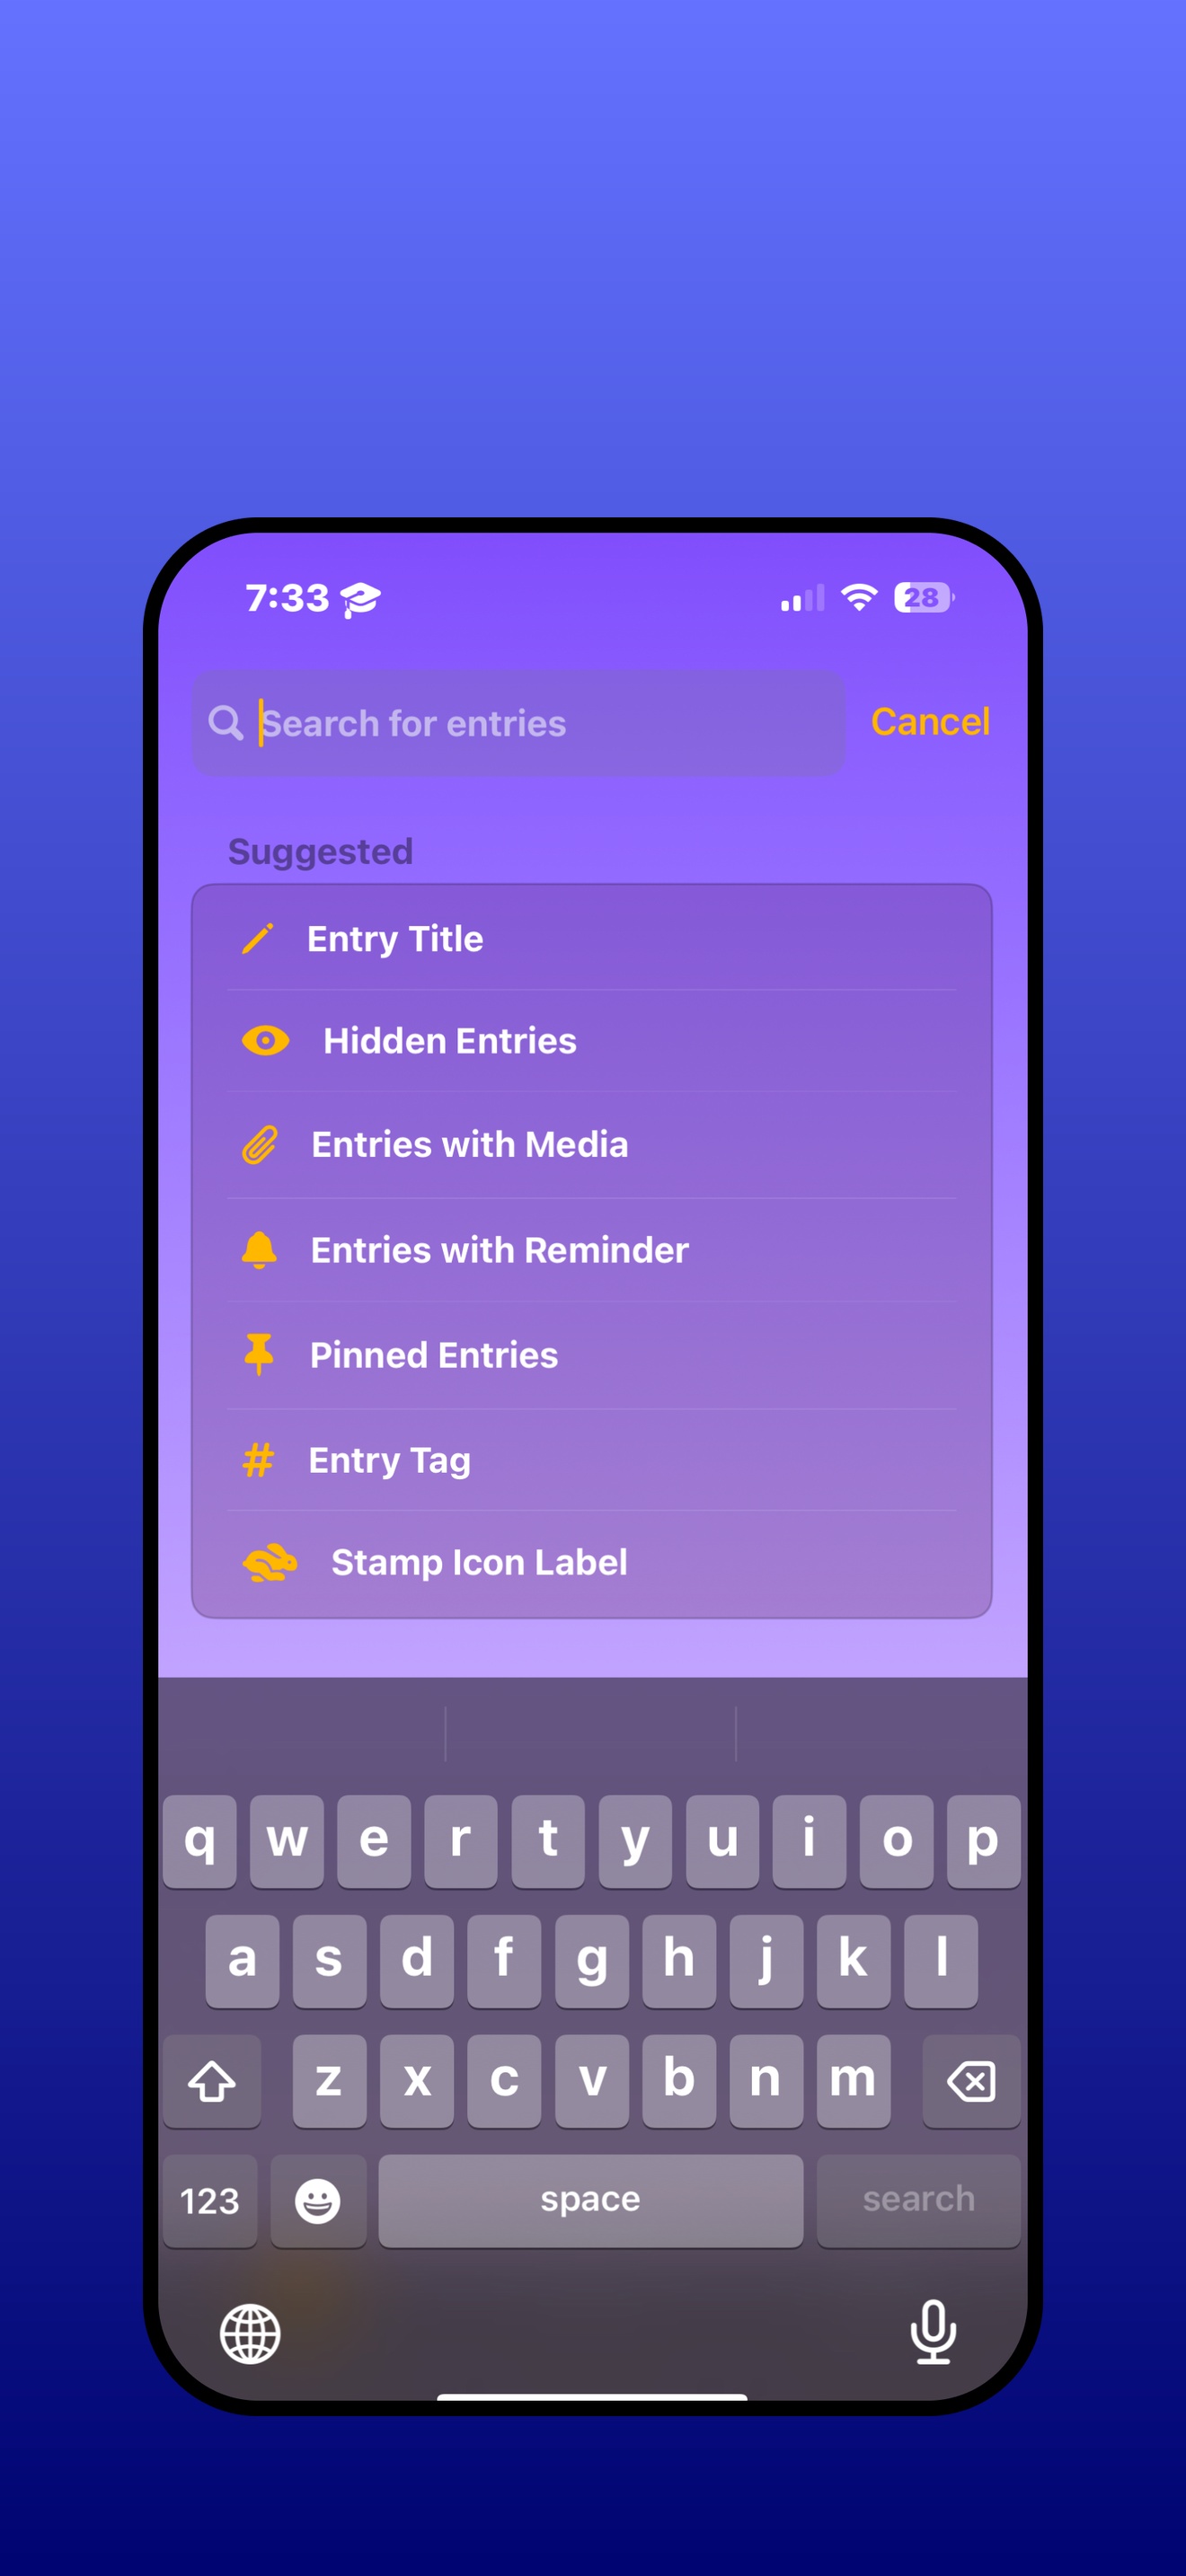 7:33 28
Search for entries Cancel
Suggested
Entry Title
Hidden Entries
Entries with Media
Entries with Reminder
Pinned Entries
# Entry Tag
Stamp Icon Label
q w e r t y u i o p
a s d f g h j k l
z x c v b n m
123 space search